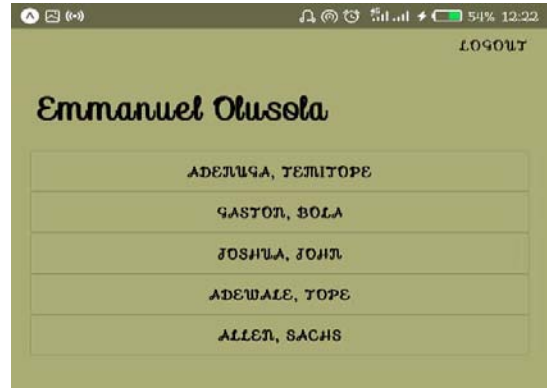 54% 12:22
LOGOUT
Emmanuel Olusola
ADENUGA, TEMITOPE
GASTON, BOLA
JOSHUA, JOHN
ADEWALE, TOPE
ALLEN, SACHS